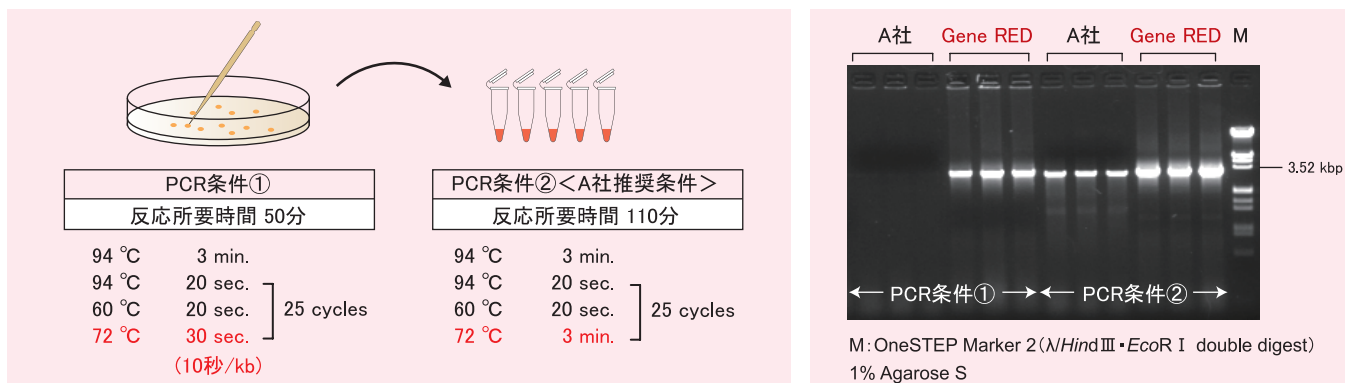 PCR条件①
反応所要時間 50分
94 ℃ 3 min.
94 ℃ 20 sec.
60 ℃ 20 sec.
72 ℃ 30 sec.
25 cycles
(10秒/kb)
PCR条件②<A社推奨条件>
反応所要時間 110分
94 ℃ 3 min.
94 ℃ 20 sec.
60 ℃ 20 sec.
72 ℃ 3 min.
25 cycles
A社 Gene RED A社 Gene RED M
3.52 kbp
PCR条件① PCR条件②
M:OneSTEP Marker 2(λ/HindⅢ・EcoRⅠ double digest)
1% Agarose S